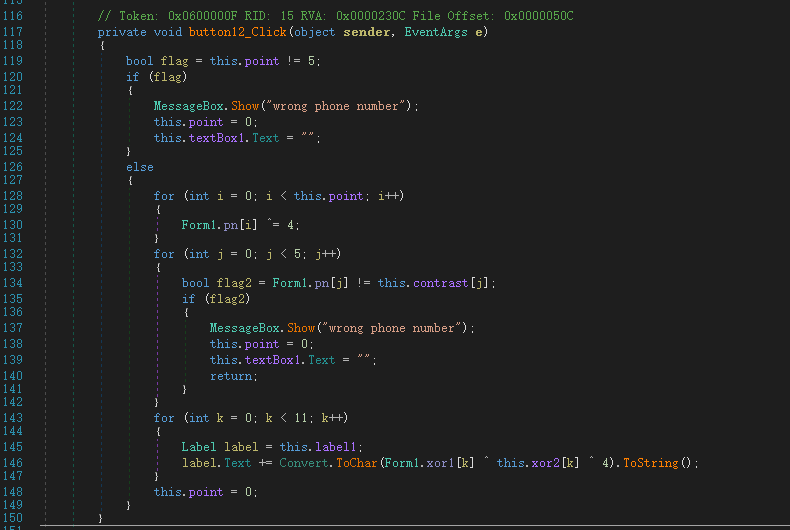 115
116 // Token: 0x0600000F RID: 15 RVA: 0x0000230C File Offset: 0x0000050C
117 private void button12_Click(object sender, EventArgs e)
118 {
119 bool flag = this.point != 5;
120 if (flag)
121 {
122 MessageBox.Show("wrong phone number");
123 this.point = 0;
124 this.textBox1.Text = "";
125 }
126 else
127 {
128 for (int i = 0; i < this.point; i++)
129 {
130 Form1.pn[i] ^= 4;
131 }
132 for (int j = 0; j < 5; j++)
133 {
134 bool flag2 = Form1.pn[j] != this.contrast[j];
135 if (flag2)
136 {
137 MessageBox.Show("wrong phone number");
138 this.point = 0;
139 this.textBox1.Text = "";
140 return;
141 }
142 }
143 for (int k = 0; k < 11; k++)
144 {
145 Label label = this.label1;
146 label.Text += Convert.ToChar(Form1.xor1[k] ^ this.xor2[k] ^ 4).ToString();
147 }
148 this.point = 0;
149 }
150 }
151